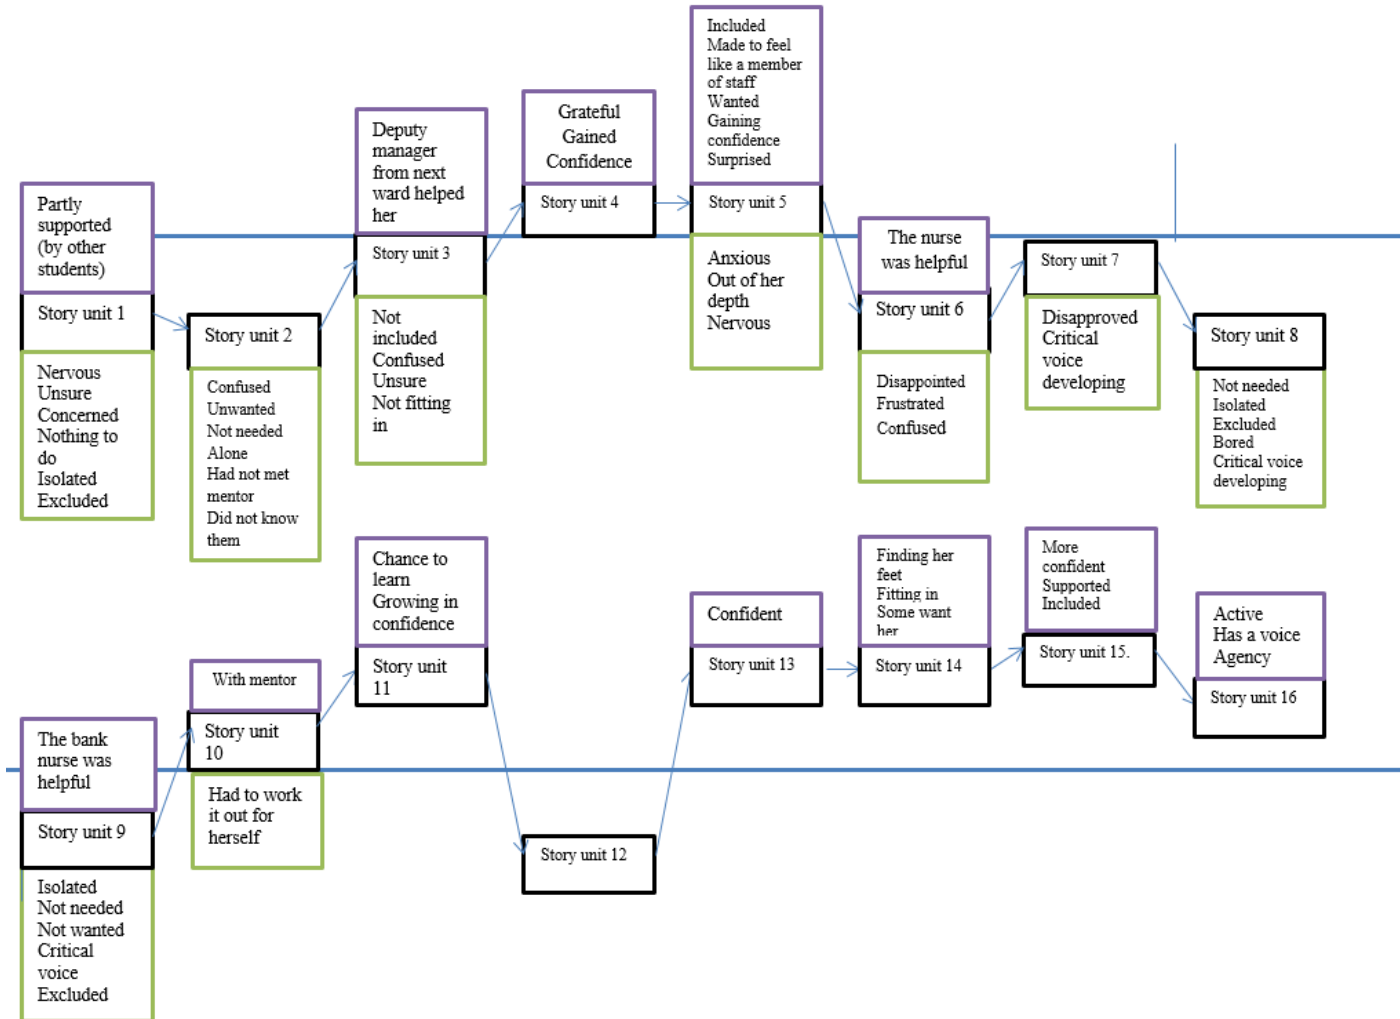 Partly
supported
(by other
students)
Story unit 1
Nervous
Unsure
Concerned
Nothing to
do
Isolated
Excluded
Story unit 2
Confused
Unwanted
Not needed
Alone
Had not met
mentor
Did not know
them
Deputy
manager
from next
ward helped
her
Story unit 3
Not
included
Confused
Unsure
Not fitting
in
Grateful
Gained
Confidence
Story unit 4
Included
Made to feel
like a member
of staff
Wanted
Gaining
confidence
Surprised
Story unit 5
Anxious
Out of her
depth
Nervous
The nurse
was helpful
Story unit 6
Disappointed
Frustrated
Confused
Story unit 7
Disapproved
Critical
voice
developing
Story unit 8
Not needed
Isolated
Excluded
Bored
Critical voice
developing
The bank
nurse was
helpful
Story unit 9
Isolated
Not needed
Not wanted
Critical
voice
Excluded
With mentor
Story unit
10
Had to work
it out for
herself
Chance to
learn
Growing in
confidence
Story unit
11
Story unit 12
Confident
Story unit 13
Finding her
feet
Fitting in
Some want
her
Story unit 14
More
confident
Supported
Included
Story unit 15.
Active
Has a voice
Agency
Story unit 16